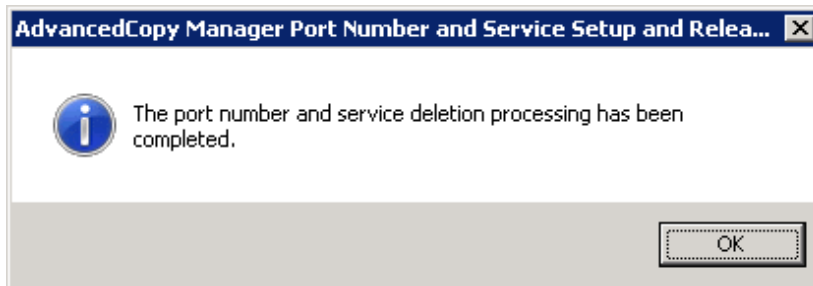 AdvancedCopy Manager Port Number and Service Setup and Relea...
The port number and service deletion processing has been
completed.
OK